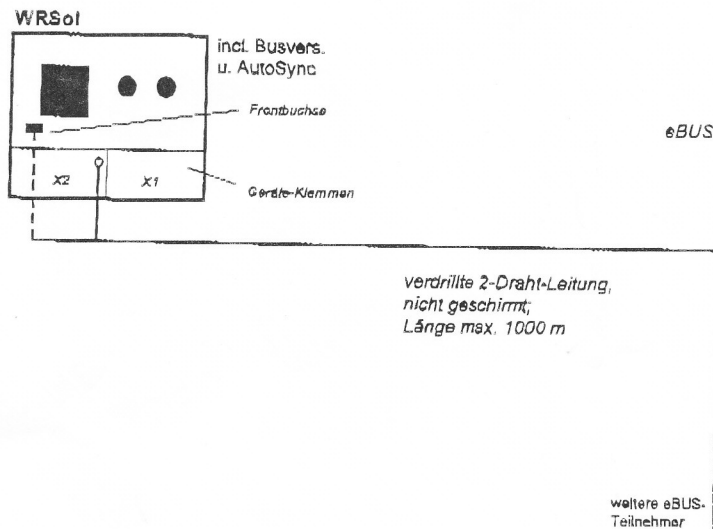 WRSol
incl. Busvers.
u. AutoSync
Frontbuchse
eBUS
X2
X1
Geräte-Klemmen
verdrillte 2-Draht-Leitung,
nicht geschirmt;
Länge max. 1000 m
weitere eBUS-
Teilnehmer